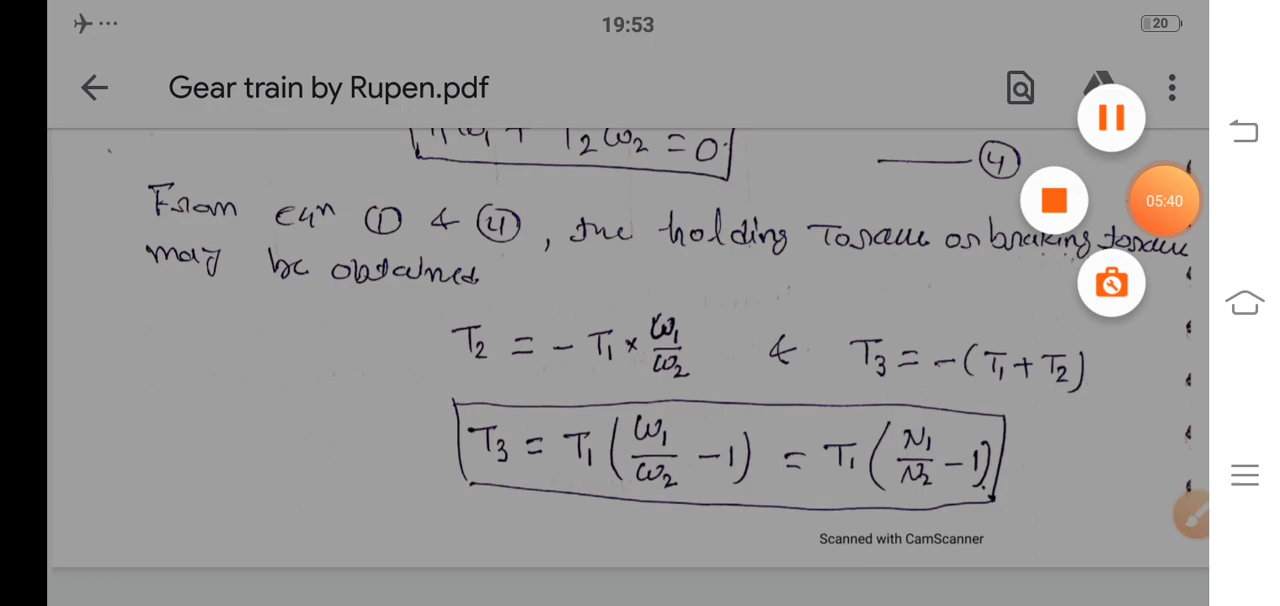 19:53
20
Gear train by Rupen.pdf
T₁ω₁ + T₂ω₂ = 0 ——— ④
05:40
From eqn ① & ④, the holding Torque or braking torque
may be obtained
T₂ = - T₁ × ω₁/ω₂ & T₃ = -(T₁ + T₂)
T₃ = T₁ (ω₁/ω₂ - 1) = T₁ (N₁/N₂ - 1)
Scanned with CamScanner